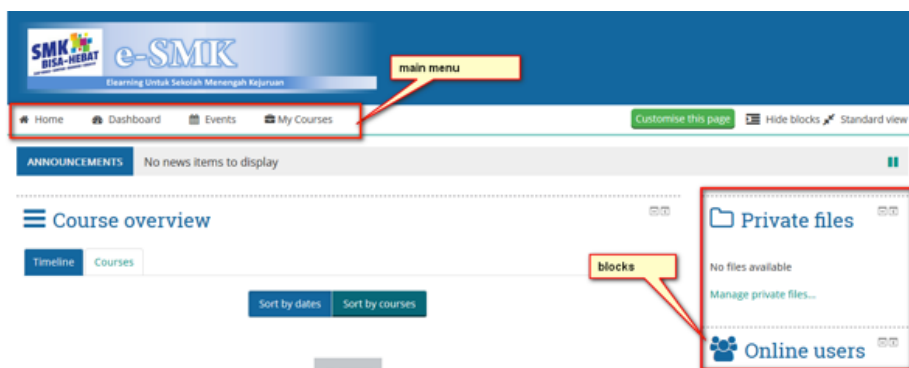 SMK
BISA-HEBAT
e-SMK
Elearning Untuk Sekolah Menengah Kejuruan
main menu
Home Dashboard Events My Courses
Customise this page Hide blocks Standard view
ANNOUNCEMENTS No news items to display
Course overview
Private files
Timeline Courses
blocks
No files available
Sort by dates Sort by courses
Manage private files...
Online users